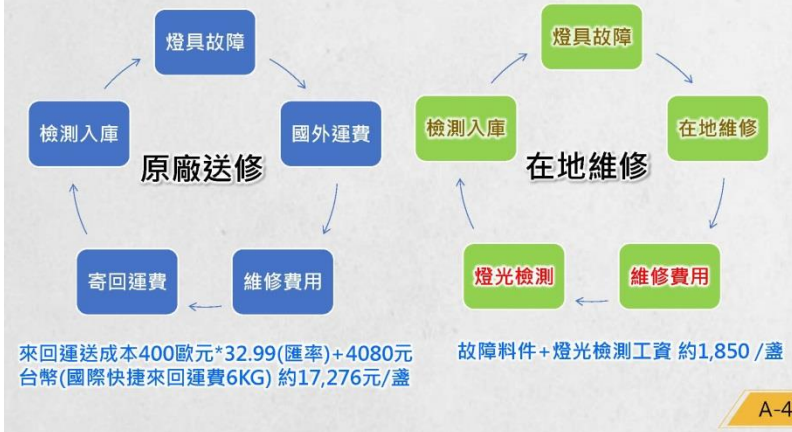 燈具故障
檢測入庫
國外運費
原廠送修
寄回運費
維修費用
來回運送成本400歐元*32.99(匯率)+4080元
台幣(國際快捷來回運費6KG) 約17,276元/盞
燈具故障
檢測入庫
在地維修
在地維修
燈光檢測
維修費用
故障料件+燈光檢測工資 約1,850 /盞
A-4